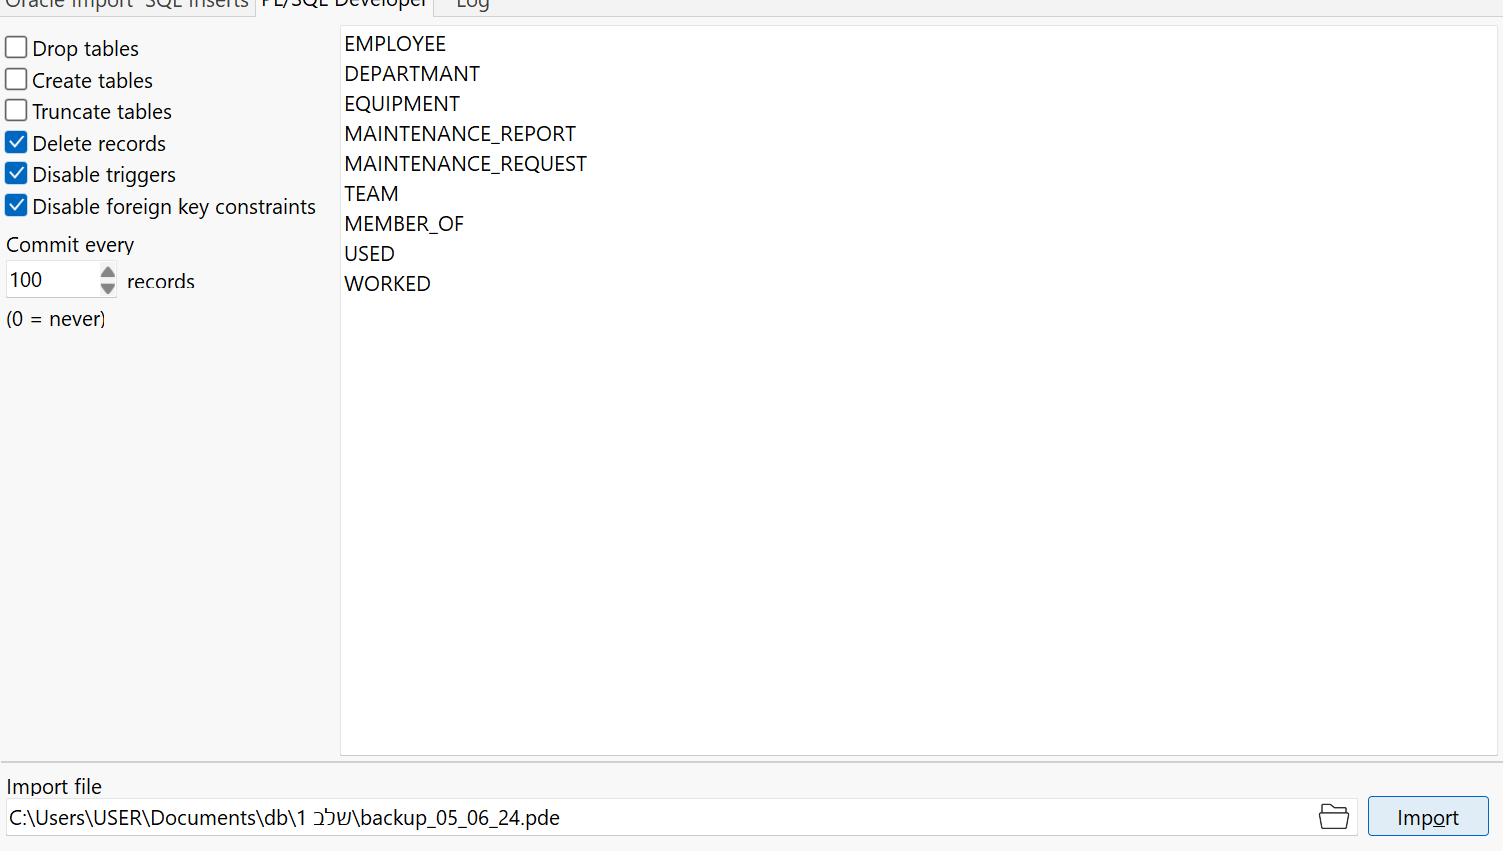 Oracle Import SQL Inserts PL/SQL Developer Log
Drop tables
Create tables
Truncate tables
Delete records
Disable triggers
Disable foreign key constraints
Commit every
100 records
(0 = never)
EMPLOYEE
DEPARTMANT
EQUIPMENT
MAINTENANCE_REPORT
MAINTENANCE_REQUEST
TEAM
MEMBER_OF
USED
WORKED
Import file
C:\Users\USER\Documents\db\1 שלב\backup_05_06_24.pde
Import